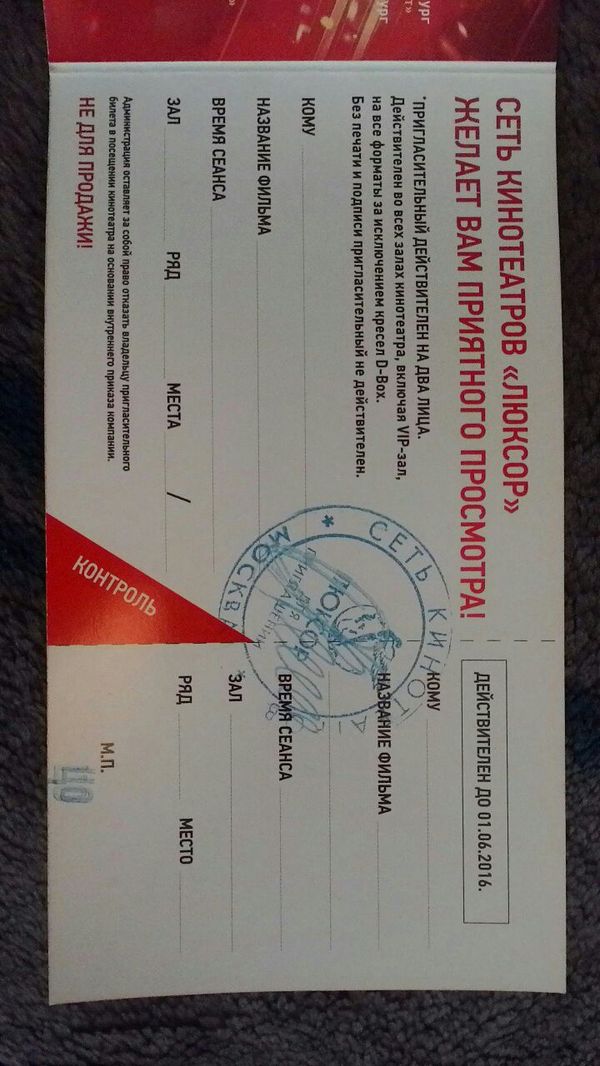 СЕТЬ КИНОТЕАТРОВ «ЛЮКСОР»
ЖЕЛАЕТ ВАМ ПРИЯТНОГО ПРОСМОТРА!
*ПРИГЛАСИТЕЛЬНЫЙ ДЕЙСТВИТЕЛЕН НА ДВА ЛИЦА.
Действителен во всех залах кинотеатра, включая VIP-зал,
на все форматы за исключением кресел D-Box.
Без печати и подписи пригласительный не действителен.
КОМУ
НАЗВАНИЕ ФИЛЬМА
ВРЕМЯ СЕАНСА
ЗАЛ РЯД МЕСТА /
Администрация оставляет за собой право отказать владельцу пригласительного
билета в посещении кинотеатра на основании внутреннего приказа компании.
НЕ ДЛЯ ПРОДАЖИ!
КОНТРОЛЬ
СЕТЬ КИНОТ
МОСКВА
ДЕЙСТВИТЕЛЕН ДО 01.06.2016.
КОМУ
НАЗВАНИЕ ФИЛЬМА
ВРЕМЯ СЕАНСА
ЗАЛ
РЯД МЕСТО
М.П.
ЦО